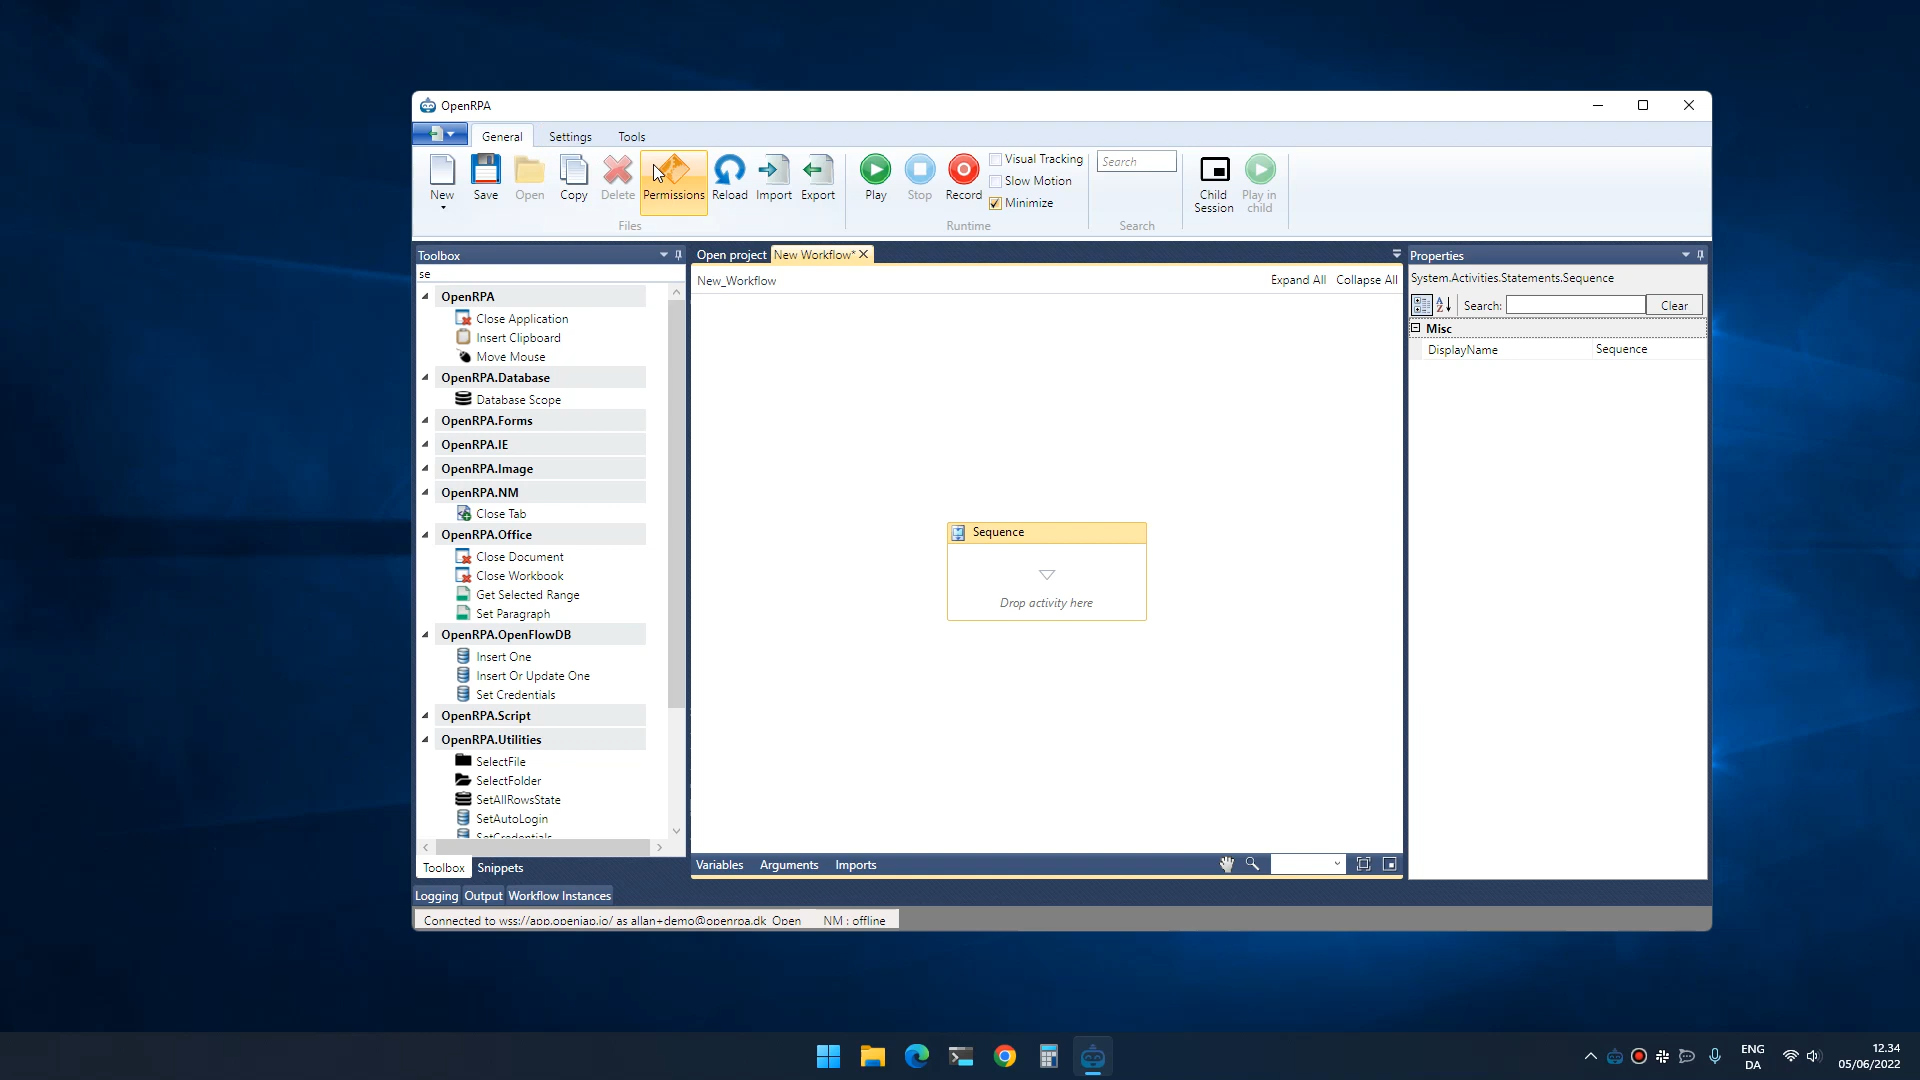 OpenRPA
General Settings Tools
New Save Open Copy Delete Permissions Reload Import Export
Files
Play Stop Record
Visual Tracking
Slow Motion
Minimize
Runtime
Search
Search
Child Session
Play in child
Toolbox
se
OpenRPA
Close Application
Insert Clipboard
Move Mouse
OpenRPA.Database
Database Scope
OpenRPA.Forms
OpenRPA.IE
OpenRPA.Image
OpenRPA.NM
Close Tab
OpenRPA.Office
Close Document
Close Workbook
Get Selected Range
Set Paragraph
OpenRPA.OpenFlowDB
Insert One
Insert Or Update One
Set Credentials
OpenRPA.Script
OpenRPA.Utilities
SelectFile
SelectFolder
SetAllRowsState
SetAutoLogin
SetCredentials
Toolbox Snippets
Open project New Workflow*
New_Workflow
Expand All Collapse All
Sequence
Drop activity here
Variables Arguments Imports
Properties
System.Activities.Statements.Sequence
Search: Clear
Misc
DisplayName Sequence
Logging Output Workflow Instances
Connected to wss://app.openiap.io/ as allan+demo@openrpa.dk Open NM : offline
ENG
DA
12.34
05/06/2022